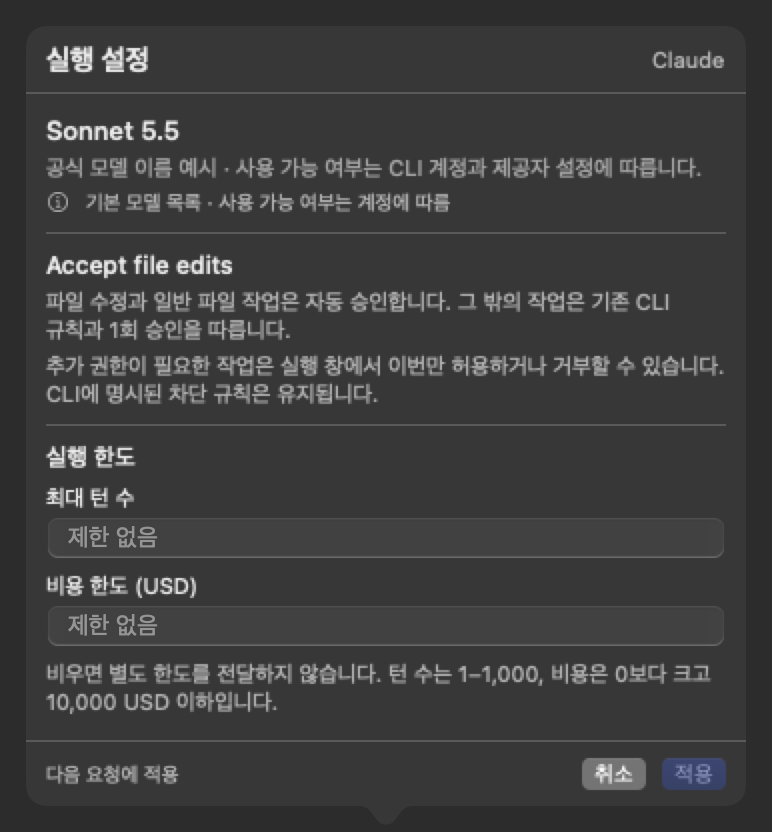 실행 설정
Claude
Sonnet 5.5
공식 모델 이름 예시 · 사용 가능 여부는 CLI 계정과 제공자 설정에 따릅니다.
기본 모델 목록 · 사용 가능 여부는 계정에 따름
Accept file edits
파일 수정과 일반 파일 작업은 자동 승인합니다. 그 밖의 작업은 기존 CLI
규칙과 1회 승인을 따릅니다.
추가 권한이 필요한 작업은 실행 창에서 이번만 허용하거나 거부할 수 있습니다.
CLI에 명시된 차단 규칙은 유지됩니다.
실행 한도
최대 턴 수
제한 없음
비용 한도 (USD)
제한 없음
비우면 별도 한도를 전달하지 않습니다. 턴 수는 1–1,000, 비용은 0보다 크고
10,000 USD 이하입니다.
다음 요청에 적용
취소
적용